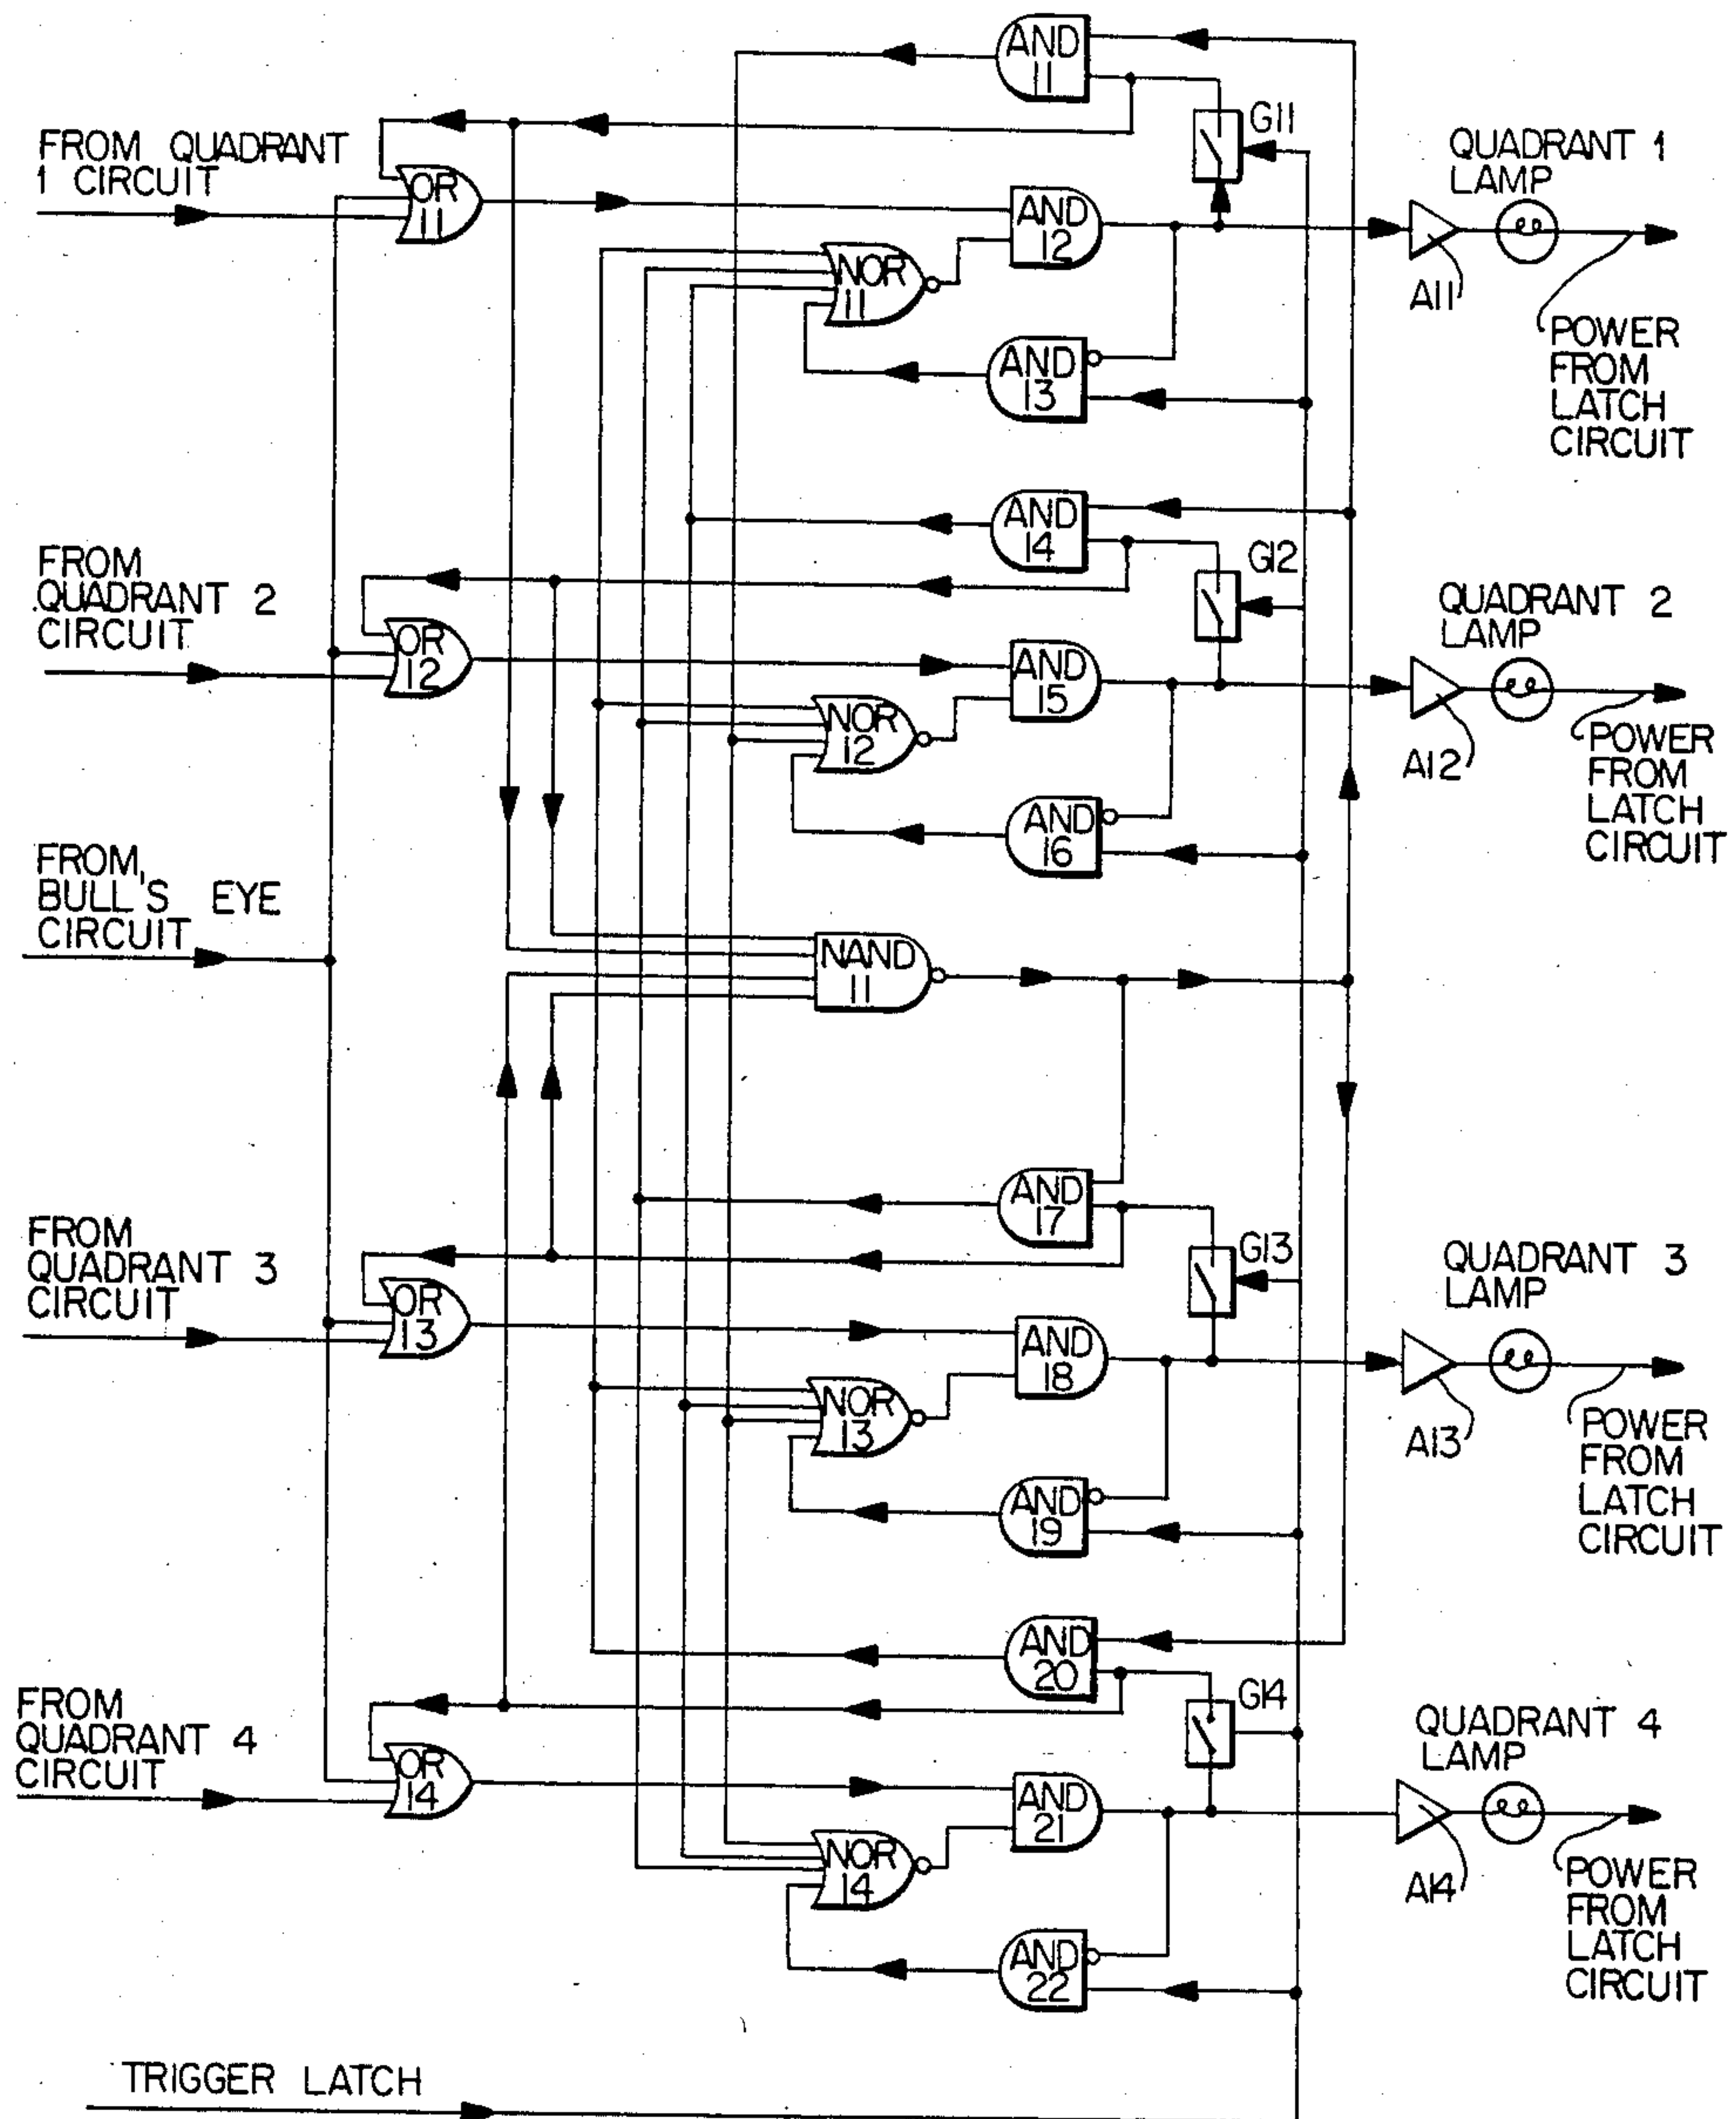 AND
11
G11
FROM QUADRANT
1 CIRCUIT
OR
11
AND
12
QUADRANT 1
LAMP
NOR
11
A11
AND
13
POWER
FROM
LATCH
CIRCUIT
AND
14
G12
FROM
QUADRANT 2
CIRCUIT
OR
12
AND
15
QUADRANT 2
LAMP
NOR
12
A12
AND
16
POWER
FROM
LATCH
CIRCUIT
FROM
BULL'S EYE
CIRCUIT
NAND
11
AND
17
G13
FROM
QUADRANT 3
CIRCUIT
OR
13
AND
18
QUADRANT 3
LAMP
NOR
13
A13
AND
19
POWER
FROM
LATCH
CIRCUIT
AND
20
G14
FROM
QUADRANT 4
CIRCUIT
OR
14
AND
21
QUADRANT 4
LAMP
NOR
14
A14
AND
22
POWER
FROM
LATCH
CIRCUIT
TRIGGER LATCH